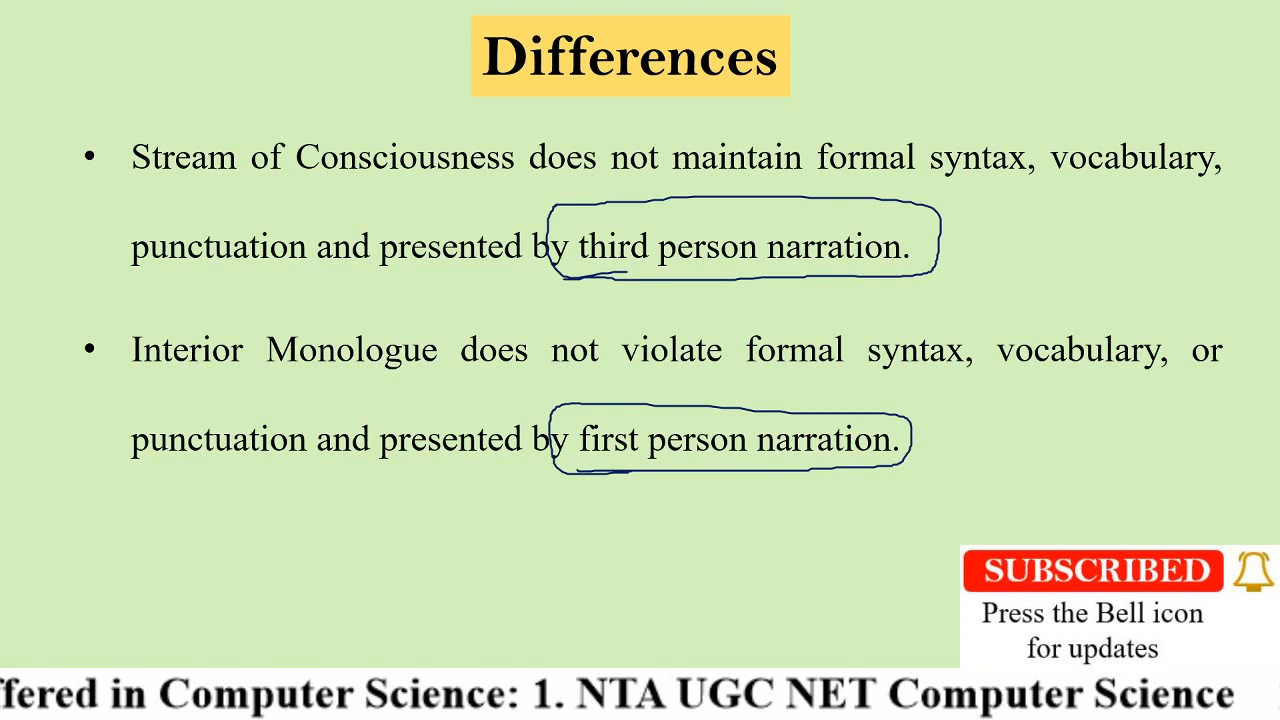 Differences
• Stream of Consciousness does not maintain formal syntax, vocabulary,
punctuation and presented by third person narration.
• Interior Monologue does not violate formal syntax, vocabulary, or
punctuation and presented by first person narration.
SUBSCRIBED
Press the Bell icon
for updates
in Computer Science: 1. NTA UGC NET Computer Science